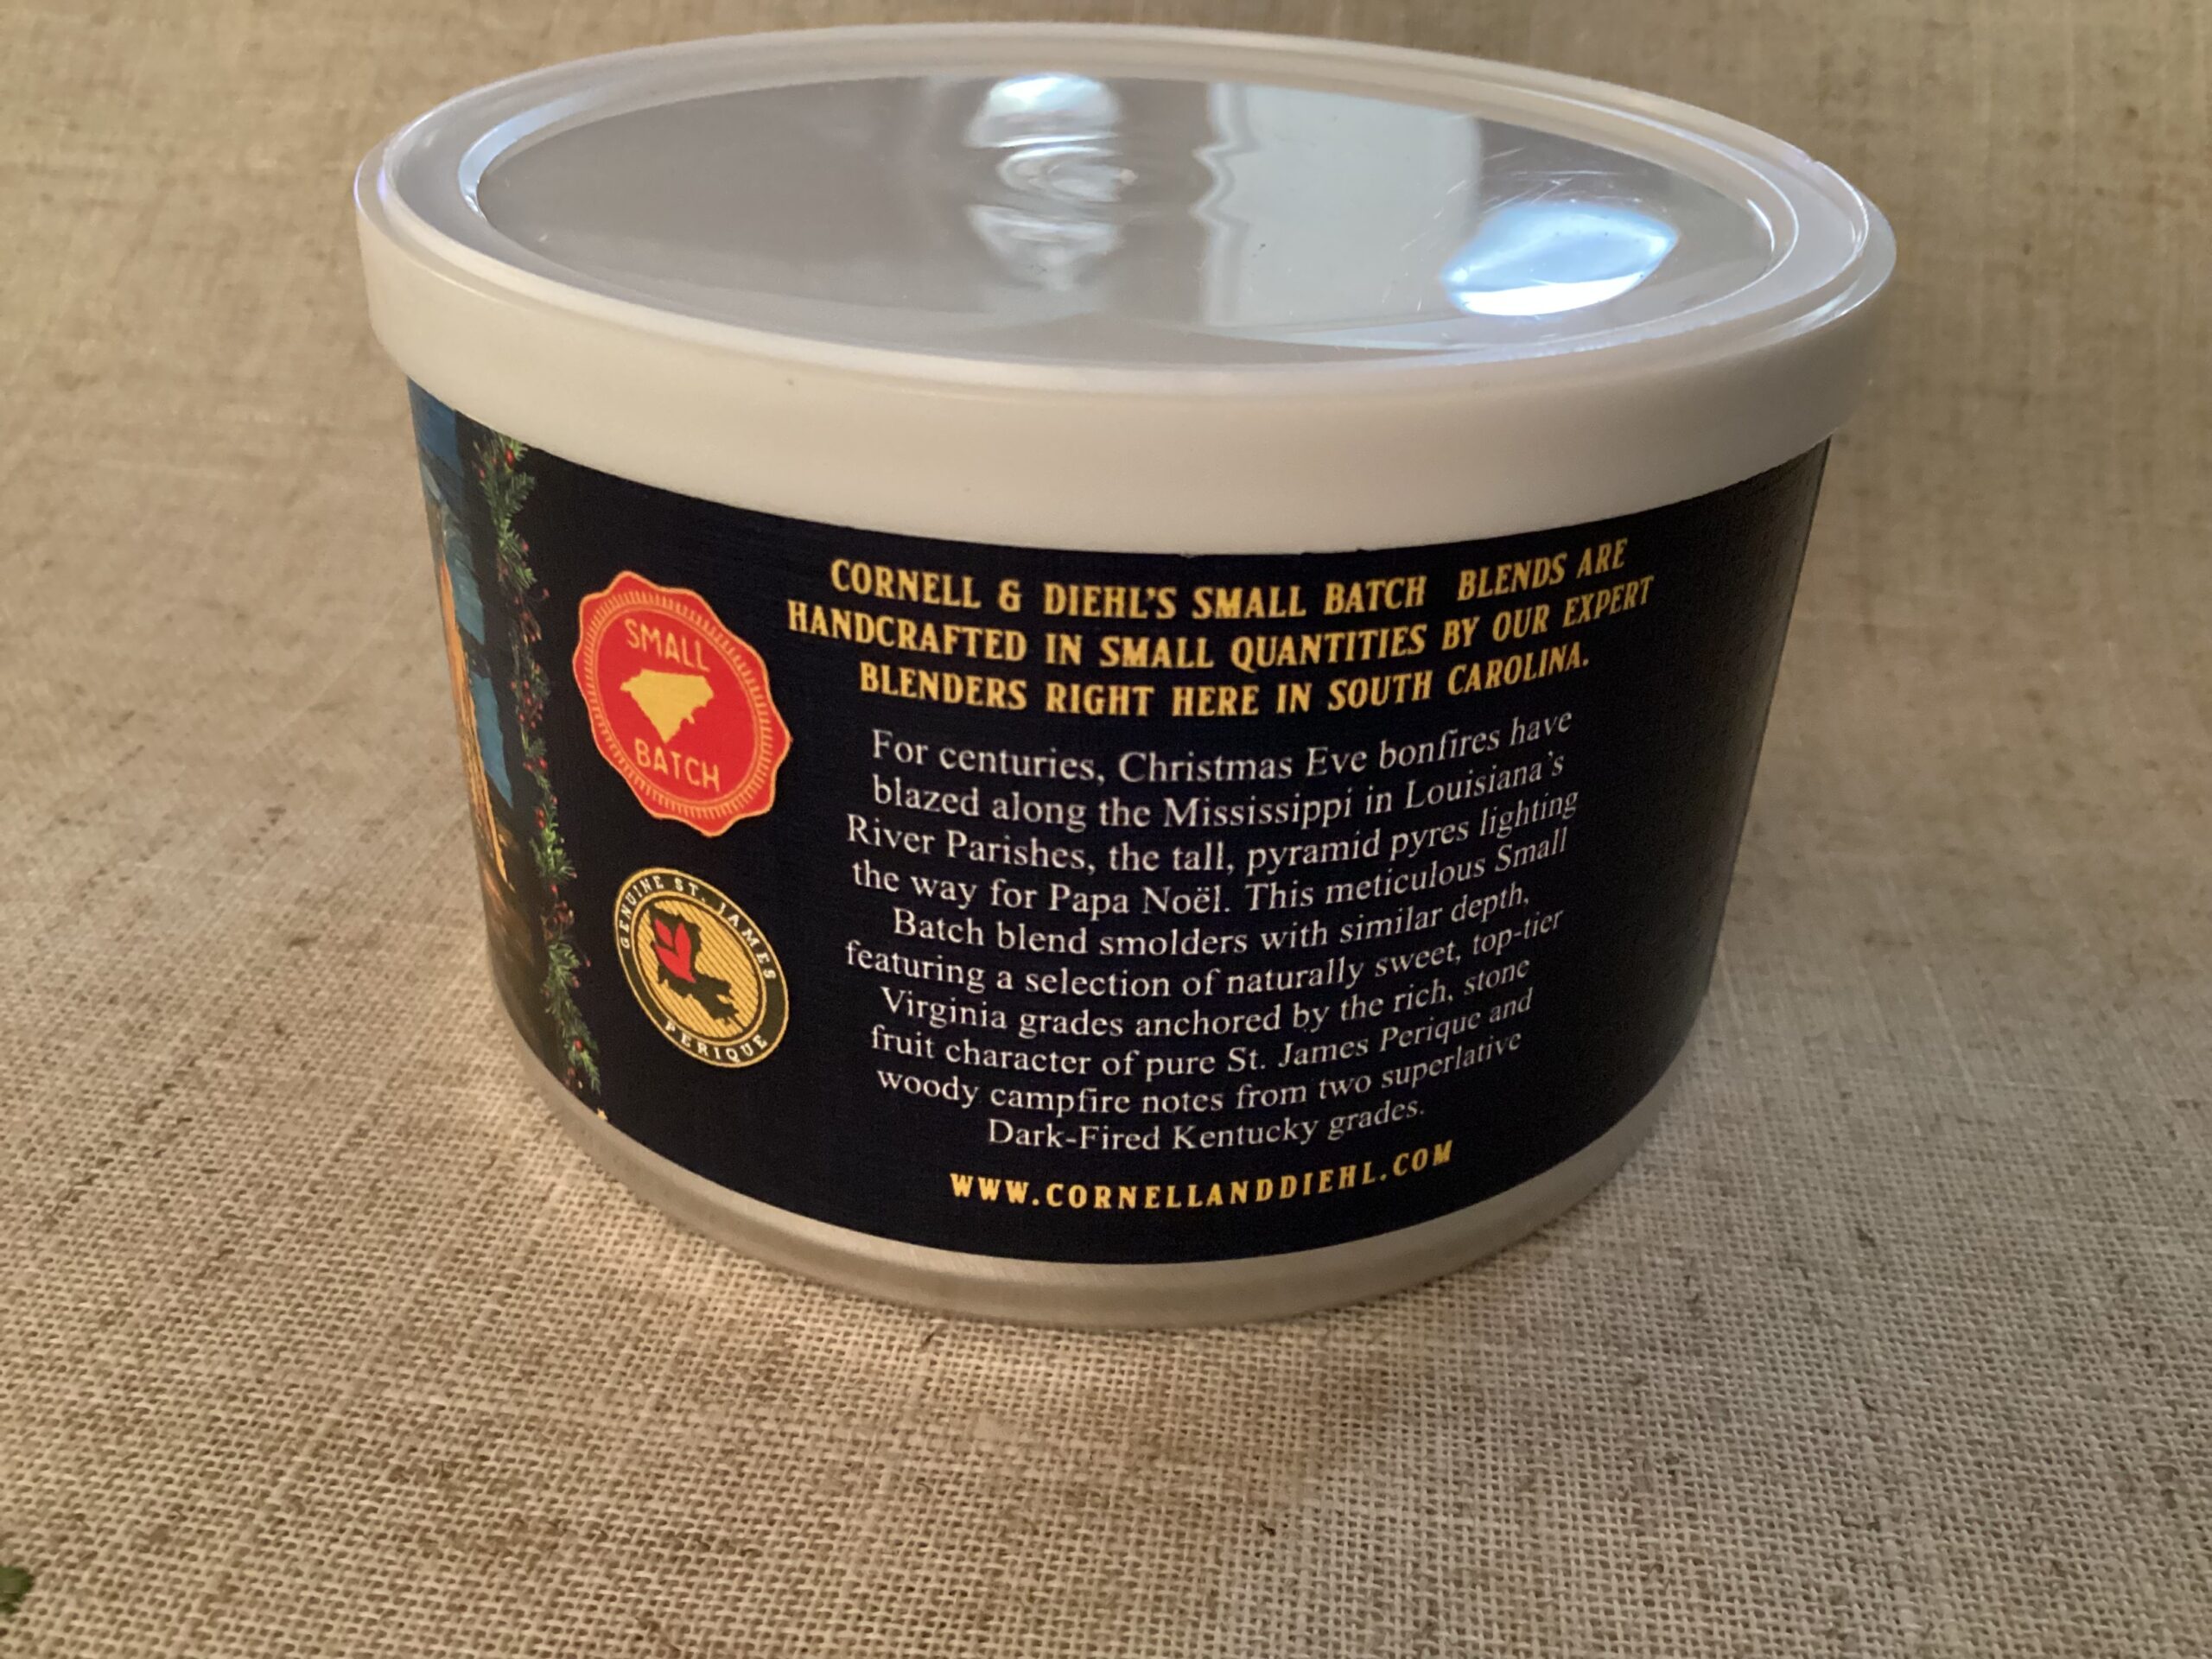 CORNELL & DIEHL'S SMALL BATCH BLENDS ARE
HANDCRAFTED IN SMALL QUANTITIES BY OUR EXPERT
BLENDERS RIGHT HERE IN SOUTH CAROLINA.
SMALL
BATCH
For centuries, Christmas Eve bonfires have
blazed along the Mississippi in Louisiana's
River Parishes, the tall, pyramid pyres lighting
the way for Papa Noël. This meticulous Small
Batch blend smolders with similar depth,
featuring a selection of naturally sweet, top-tier
Virginia grades anchored by the rich, stone
fruit character of pure St. James Perique and
woody campfire notes from two superlative
Dark-Fired Kentucky grades.
GENUINE ST. JAMES
PERIQUE
WWW.CORNELLANDDIEHL.COM